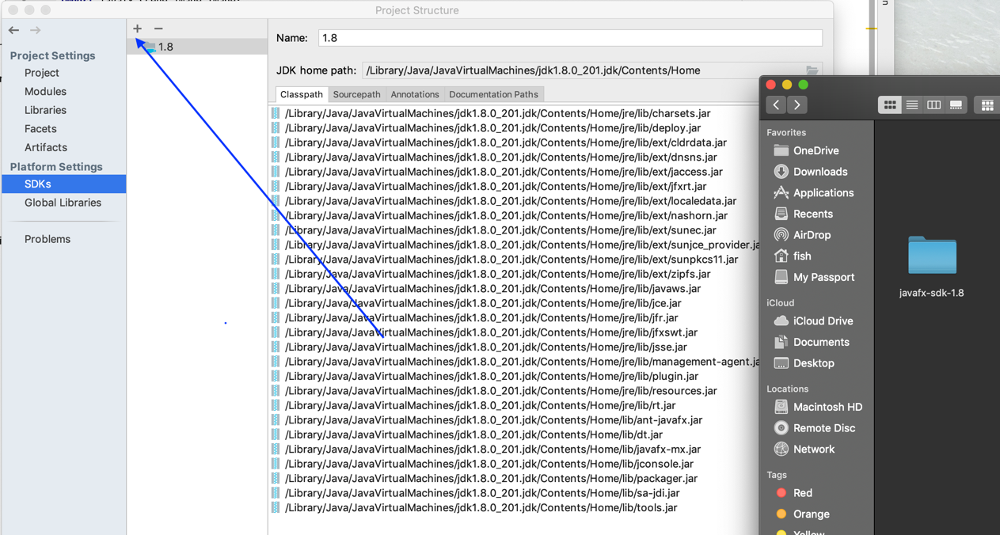 Project Structure
Project Settings
Project
Modules
Libraries
Facets
Artifacts
Platform Settings
SDKs
Global Libraries
Problems
1.8
Name: 1.8
JDK home path: /Library/Java/JavaVirtualMachines/jdk1.8.0_201.jdk/Contents/Home
Classpath Sourcepath Annotations Documentation Paths
/Library/Java/JavaVirtualMachines/jdk1.8.0_201.jdk/Contents/Home/jre/lib/charsets.jar
/Library/Java/JavaVirtualMachines/jdk1.8.0_201.jdk/Contents/Home/jre/lib/deploy.jar
/Library/Java/JavaVirtualMachines/jdk1.8.0_201.jdk/Contents/Home/jre/lib/ext/cldrdata.jar
/Library/Java/JavaVirtualMachines/jdk1.8.0_201.jdk/Contents/Home/jre/lib/ext/dnsns.jar
/Library/Java/JavaVirtualMachines/jdk1.8.0_201.jdk/Contents/Home/jre/lib/ext/jaccess.jar
/Library/Java/JavaVirtualMachines/jdk1.8.0_201.jdk/Contents/Home/jre/lib/ext/jfxrt.jar
/Library/Java/JavaVirtualMachines/jdk1.8.0_201.jdk/Contents/Home/jre/lib/ext/localedata.jar
/Library/Java/JavaVirtualMachines/jdk1.8.0_201.jdk/Contents/Home/jre/lib/ext/nashorn.jar
/Library/Java/JavaVirtualMachines/jdk1.8.0_201.jdk/Contents/Home/jre/lib/ext/sunec.jar
/Library/Java/JavaVirtualMachines/jdk1.8.0_201.jdk/Contents/Home/jre/lib/ext/sunjce_provider.ja
/Library/Java/JavaVirtualMachines/jdk1.8.0_201.jdk/Contents/Home/jre/lib/ext/sunpkcs11.jar
/Library/Java/JavaVirtualMachines/jdk1.8.0_201.jdk/Contents/Home/jre/lib/ext/zipfs.jar
/Library/Java/JavaVirtualMachines/jdk1.8.0_201.jdk/Contents/Home/jre/lib/javaws.jar
/Library/Java/JavaVirtualMachines/jdk1.8.0_201.jdk/Contents/Home/jre/lib/jce.jar
/Library/Java/JavaVirtualMachines/jdk1.8.0_201.jdk/Contents/Home/jre/lib/jfr.jar
/Library/Java/JavaVirtualMachines/jdk1.8.0_201.jdk/Contents/Home/jre/lib/jfxswt.jar
/Library/Java/JavaVirtualMachines/jdk1.8.0_201.jdk/Contents/Home/jre/lib/jsse.jar
/Library/Java/JavaVirtualMachines/jdk1.8.0_201.jdk/Contents/Home/jre/lib/management-agent.ja
/Library/Java/JavaVirtualMachines/jdk1.8.0_201.jdk/Contents/Home/jre/lib/plugin.jar
/Library/Java/JavaVirtualMachines/jdk1.8.0_201.jdk/Contents/Home/jre/lib/resources.jar
/Library/Java/JavaVirtualMachines/jdk1.8.0_201.jdk/Contents/Home/jre/lib/rt.jar
/Library/Java/JavaVirtualMachines/jdk1.8.0_201.jdk/Contents/Home/lib/ant-javafx.jar
/Library/Java/JavaVirtualMachines/jdk1.8.0_201.jdk/Contents/Home/lib/dt.jar
/Library/Java/JavaVirtualMachines/jdk1.8.0_201.jdk/Contents/Home/lib/javafx-mx.jar
/Library/Java/JavaVirtualMachines/jdk1.8.0_201.jdk/Contents/Home/lib/jconsole.jar
/Library/Java/JavaVirtualMachines/jdk1.8.0_201.jdk/Contents/Home/lib/packager.jar
/Library/Java/JavaVirtualMachines/jdk1.8.0_201.jdk/Contents/Home/lib/sa-jdi.jar
/Library/Java/JavaVirtualMachines/jdk1.8.0_201.jdk/Contents/Home/lib/tools.jar
Favorites
OneDrive
Downloads
Applications
Recents
AirDrop
fish
My Passport
iCloud
iCloud Drive
Documents
Desktop
Locations
Macintosh HD
Remote Disc
Network
Tags
Red
Orange
Yellow
javafx-sdk-1.8